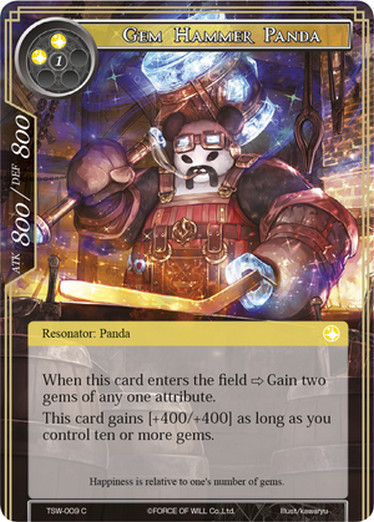 Gem Hammer Panda
1
ATK 800 / DEF 800
Resonator: Panda
When this card enters the field ⇨ Gain two
gems of any one attribute.
This card gains [+400/+400] as long as you
control ten or more gems.
Happiness is relative to one's number of gems.
TSW-009 C
©FORCE OF WILL Co.,Ltd.
Illust/kawaryu